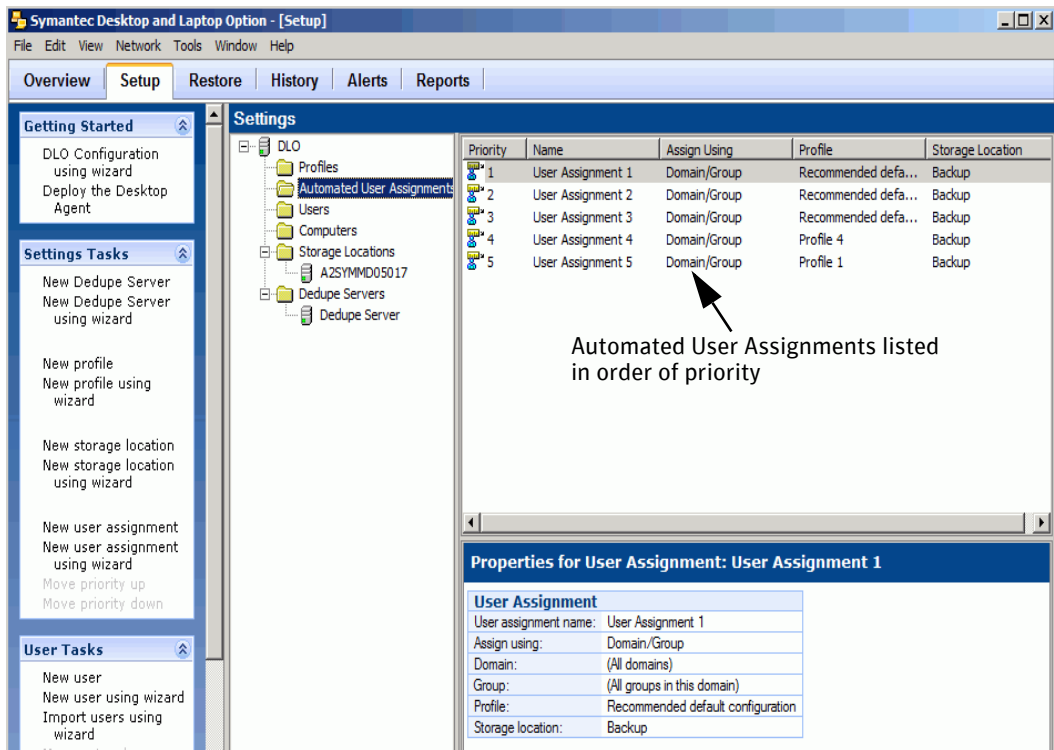 Symantec Desktop and Laptop Option - [Setup]
File Edit View Network Tools Window Help
Overview Setup Restore History Alerts Reports
Getting Started
DLO Configuration
using wizard
Deploy the Desktop
Agent
Settings Tasks
New Dedupe Server
New Dedupe Server
using wizard
New profile
New profile using
wizard
New storage location
New storage location
using wizard
New user assignment
New user assignment
using wizard
Move priority up
Move priority down
User Tasks
New user
New user using wizard
Import users using
wizard
Settings
DLO
Profiles
Automated User Assignments
Users
Computers
Storage Locations
A2SYMMD05017
Dedupe Servers
Dedupe Server
Priority Name Assign Using Profile Storage Location
1 User Assignment 1 Domain/Group Recommended defa... Backup
2 User Assignment 2 Domain/Group Recommended defa... Backup
3 User Assignment 3 Domain/Group Recommended defa... Backup
4 User Assignment 4 Domain/Group Profile 4 Backup
5 User Assignment 5 Domain/Group Profile 1 Backup
Automated User Assignments listed
in order of priority
Properties for User Assignment: User Assignment 1
User Assignment
User assignment name: User Assignment 1
Assign using: Domain/Group
Domain: (All domains)
Group: (All groups in this domain)
Profile: Recommended default configuration
Storage location: Backup